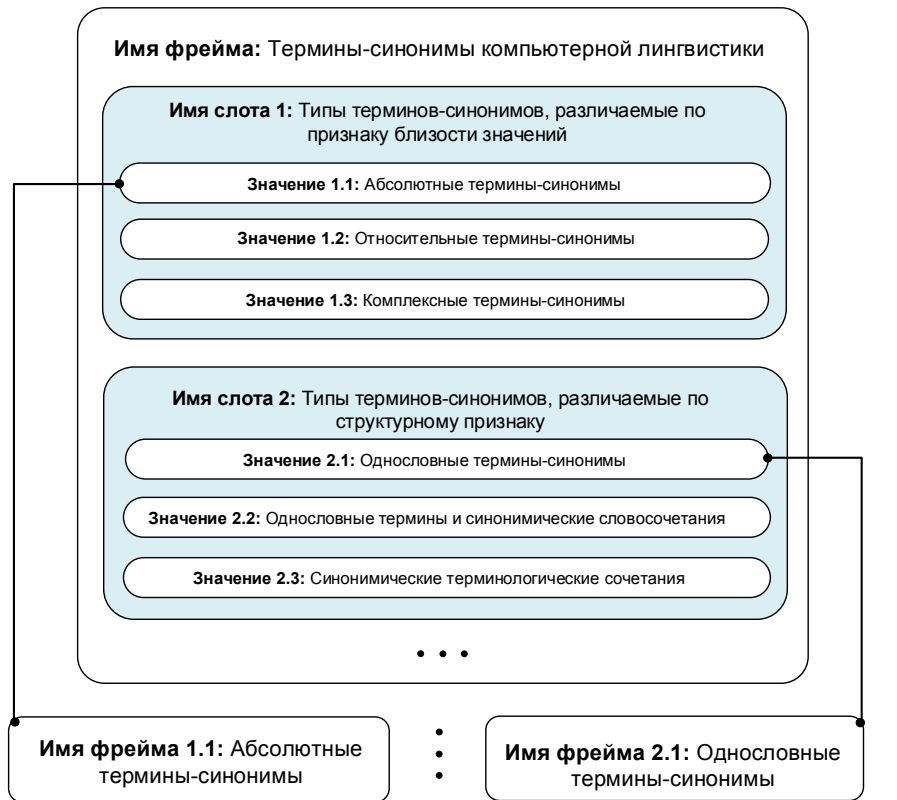 Имя фрейма: Термины-синонимы компьютерной лингвистики
Имя слота 1: Типы терминов-синонимов, различаемые по
признаку близости значений
Значение 1.1: Абсолютные термины-синонимы
Значение 1.2: Относительные термины-синонимы
Значение 1.3: Комплексные термины-синонимы
Имя слота 2: Типы терминов-синонимов, различаемые по
структурному признаку
Значение 2.1: Однословные термины-синонимы
Значение 2.2: Однословные термины и синонимические словосочетания
Значение 2.3: Синонимические терминологические сочетания
• • •
Имя фрейма 1.1: Абсолютные
термины-синонимы
Имя фрейма 2.1: Однословные
термины-синонимы